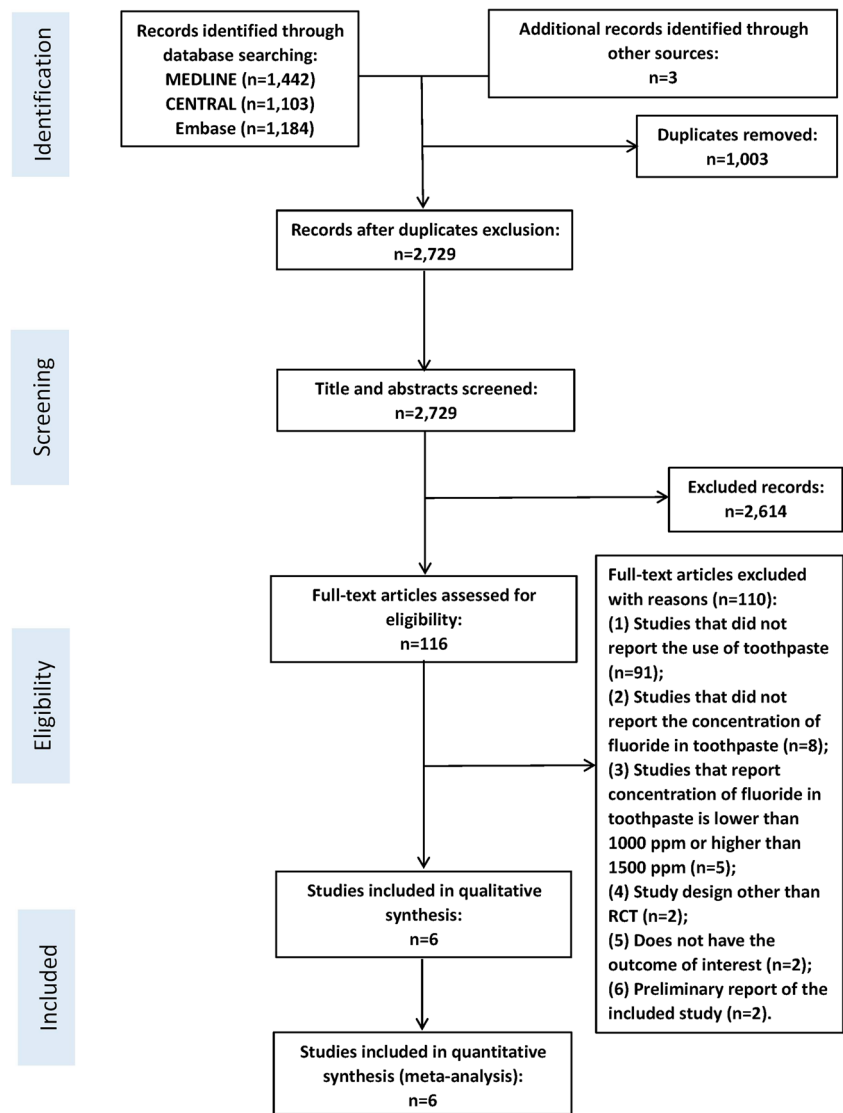 Identification
Records identified through
database searching:
MEDLINE (n=1,442)
CENTRAL (n=1,103)
Embase (n=1,184)
Additional records identified through
other sources:
n=3
Duplicates removed:
n=1,003
Records after duplicates exclusion:
n=2,729
Screening
Title and abstracts screened:
n=2,729
Excluded records:
n=2,614
Eligibility
Full-text articles assessed for
eligibility:
n=116
Full-text articles excluded
with reasons (n=110):
(1) Studies that did not
report the use of toothpaste
(n=91);
(2) Studies that did not
report the concentration of
fluoride in toothpaste (n=8);
(3) Studies that report
concentration of fluoride in
toothpaste is lower than
1000 ppm or higher than
1500 ppm (n=5);
(4) Study design other than
RCT (n=2);
(5) Does not have the
outcome of interest (n=2);
(6) Preliminary report of the
included study (n=2).
Included
Studies included in qualitative
synthesis:
n=6
Studies included in quantitative
synthesis (meta-analysis):
n=6